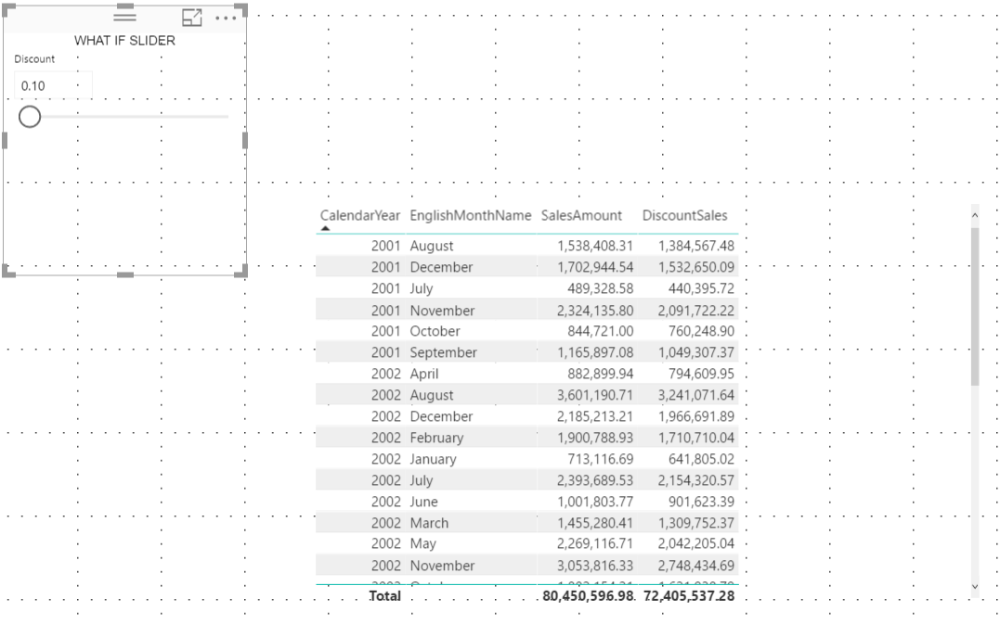 WHAT IF SLIDER
Discount
0.10
CalendarYear EnglishMonthName SalesAmount DiscountSales
2001 August 1,538,408.31 1,384,567.48
2001 December 1,702,944.54 1,532,650.09
2001 July 489,328.58 440,395.72
2001 November 2,324,135.80 2,091,722.22
2001 October 844,721.00 760,248.90
2001 September 1,165,897.08 1,049,307.37
2002 April 882,899.94 794,609.95
2002 August 3,601,190.71 3,241,071.64
2002 December 2,185,213.21 1,966,691.89
2002 February 1,900,788.93 1,710,710.04
2002 January 713,116.69 641,805.02
2002 July 2,393,689.53 2,154,320.57
2002 June 1,001,803.77 901,623.39
2002 March 1,455,280.41 1,309,752.37
2002 May 2,269,116.71 2,042,205.04
2002 November 3,053,816.33 2,748,434.69
Total 80,450,596.98 72,405,537.28